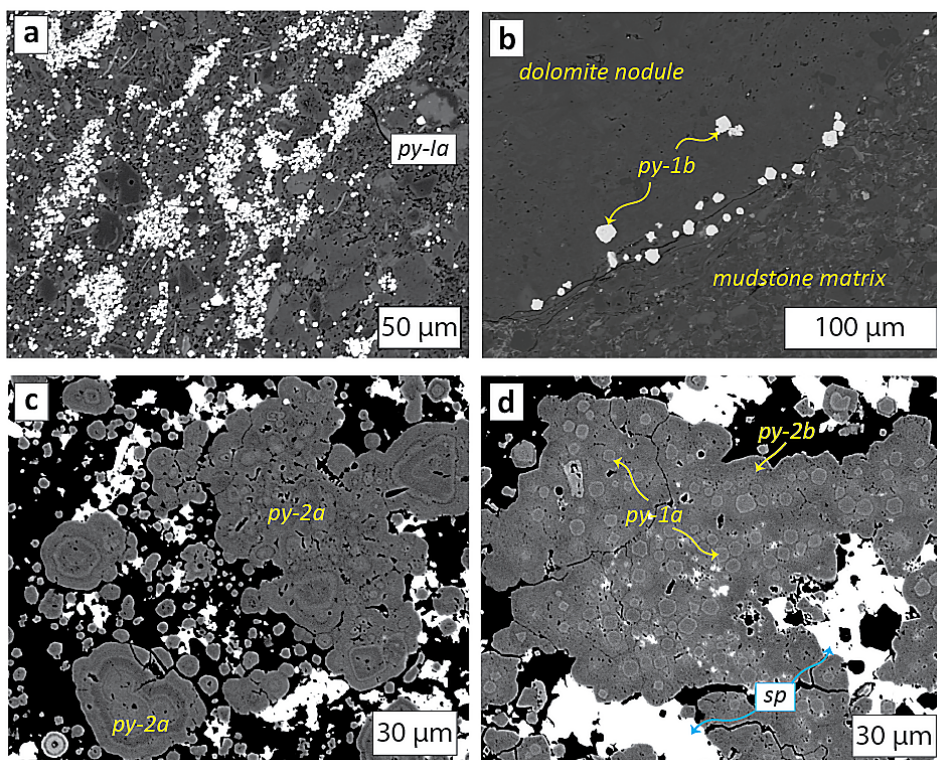 a
py-1a
50 µm
b
dolomite nodule
py-1b
mudstone matrix
100 µm
c
py-2a
py-2a
30 µm
d
py-2b
py-1a
sp
30 µm